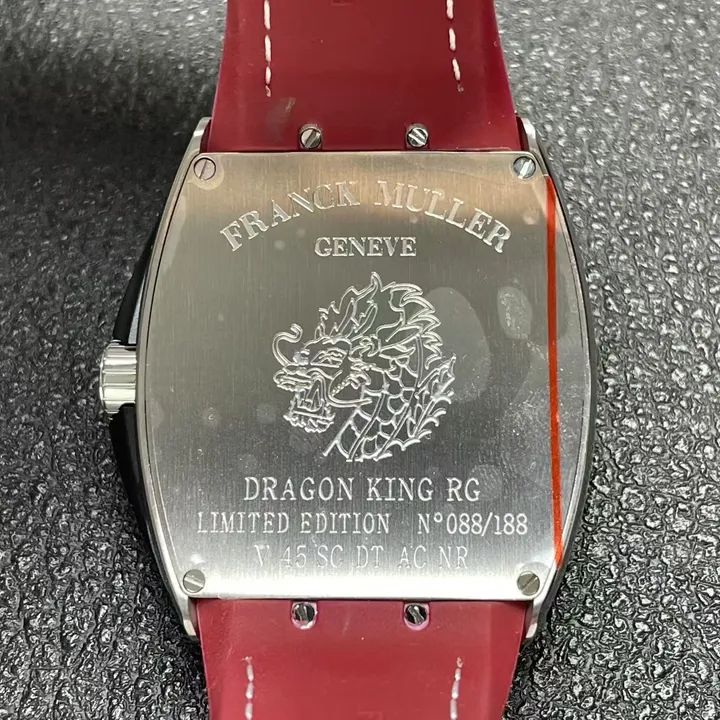 FRANCK MULLER
GENEVE
DRAGON KING RG
LIMITED EDITION N°088/188
V 45 SC DT AC NR